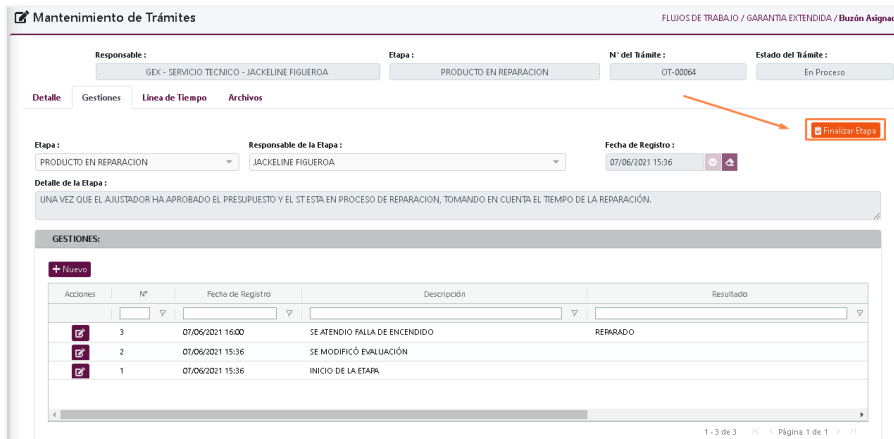 Mantenimiento de Trámites
FLUJOS DE TRABAJO / GARANTIA EXTENDIDA / Buzón Asignad
Responsable :
Etapa :
N° del Trámite :
Estado del Trámite :
GEX - SERVICIO TECNICO - JACKELINE FIGUEROA
PRODUCTO EN REPARACION
OT-00064
En Proceso
Detalle
Gestiones
Linea de Tiempo
Archivos
Finalizar Etapa
Etapa :
Responsable de la Etapa :
Fecha de Registro :
PRODUCTO EN REPARACION
JACKELINE FIGUEROA
07/06/2021 15:36
Detalle de la Etapa :
UNA VEZ QUE EL AJUSTADOR HA APROBADO EL PRESUPUESTO Y EL ST ESTA EN PROCESO DE REPARACION, TOMANDO EN CUENTA EL TIEMPO DE LA REPARACIÓN.
GESTIONES:
+ Nuevo
Acciones N° Fecha de Registro Descripción Resultado
3 07/06/2021 16:00 SE ATENDIO FALLA DE ENCENDIDO REPARADO
2 07/06/2021 15:36 SE MODIFICÓ EVALUACIÓN
1 07/06/2021 15:36 INICIO DE LA ETAPA
1 - 3 de 3 Página 1 de 1